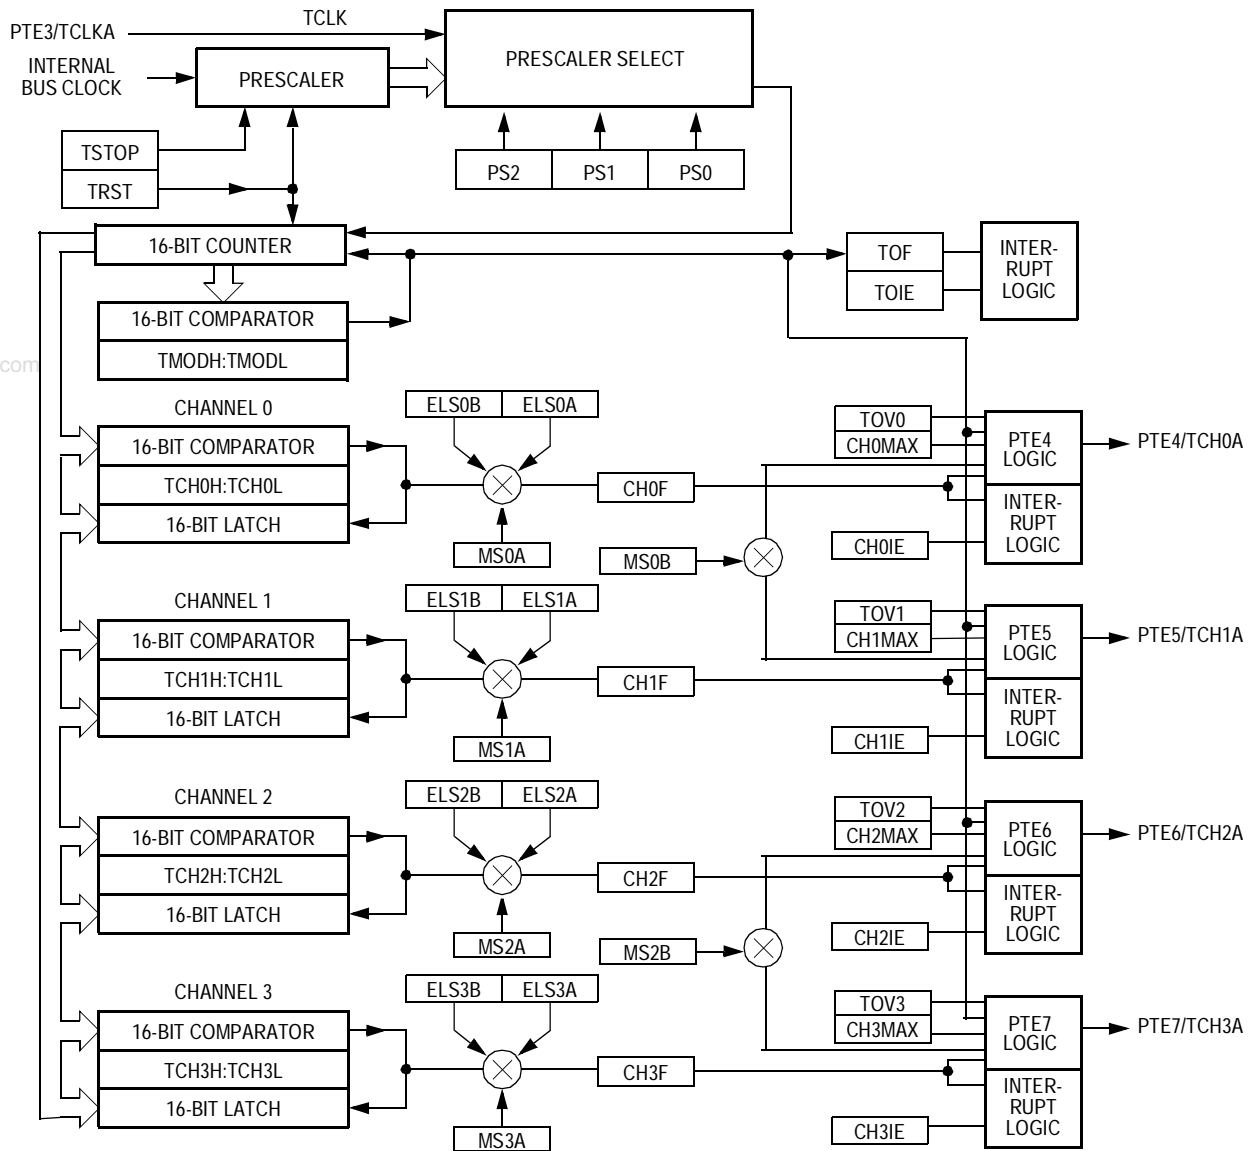 PTE3/TCLKA
TCLK
INTERNAL
BUS CLOCK
PRESCALER
PRESCALER SELECT
TSTOP
TRST
PS2
PS1
PS0
16-BIT COUNTER
TOF
TOIE
INTER-
RUPT
LOGIC
16-BIT COMPARATOR
TMODH:TMODL
com
CHANNEL 0
16-BIT COMPARATOR
TCH0H:TCH0L
16-BIT LATCH
ELS0B
ELS0A
MS0A
CH0F
MS0B
TOV0
CH0MAX
CH0IE
PTE4
LOGIC
INTER-
RUPT
LOGIC
PTE4/TCH0A
CHANNEL 1
16-BIT COMPARATOR
TCH1H:TCH1L
16-BIT LATCH
ELS1B
ELS1A
MS1A
CH1F
TOV1
CH1MAX
CH1IE
PTE5
LOGIC
INTER-
RUPT
LOGIC
PTE5/TCH1A
CHANNEL 2
16-BIT COMPARATOR
TCH2H:TCH2L
16-BIT LATCH
ELS2B
ELS2A
MS2A
CH2F
MS2B
TOV2
CH2MAX
CH2IE
PTE6
LOGIC
INTER-
RUPT
LOGIC
PTE6/TCH2A
CHANNEL 3
16-BIT COMPARATOR
TCH3H:TCH3L
16-BIT LATCH
ELS3B
ELS3A
MS3A
CH3F
TOV3
CH3MAX
CH3IE
PTE7
LOGIC
INTER-
RUPT
LOGIC
PTE7/TCH3A